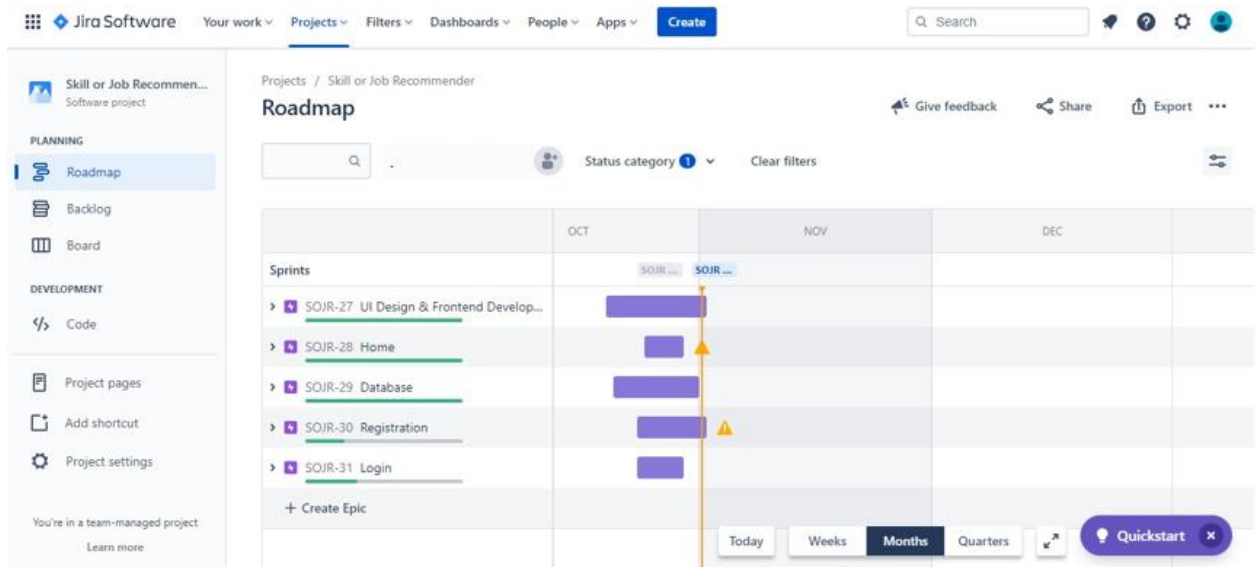 Jira Software Your work Projects Filters Dashboards People Apps Create Search
Skill or Job Recommen...
Software project
PLANNING
Roadmap
Backlog
Board
DEVELOPMENT
Code
Project pages
Add shortcut
Project settings
You're in a team-managed project
Learn more
Projects / Skill or Job Recommender
Roadmap
Give feedback Share Export
Status category 1 Clear filters
OCT NOV DEC
Sprints SOJR ... SOJR ...
SOJR-27 UI Design & Frontend Develop...
SOJR-28 Home
SOJR-29 Database
SOJR-30 Registration
SOJR-31 Login
+ Create Epic
Today Weeks Months Quarters
Quickstart